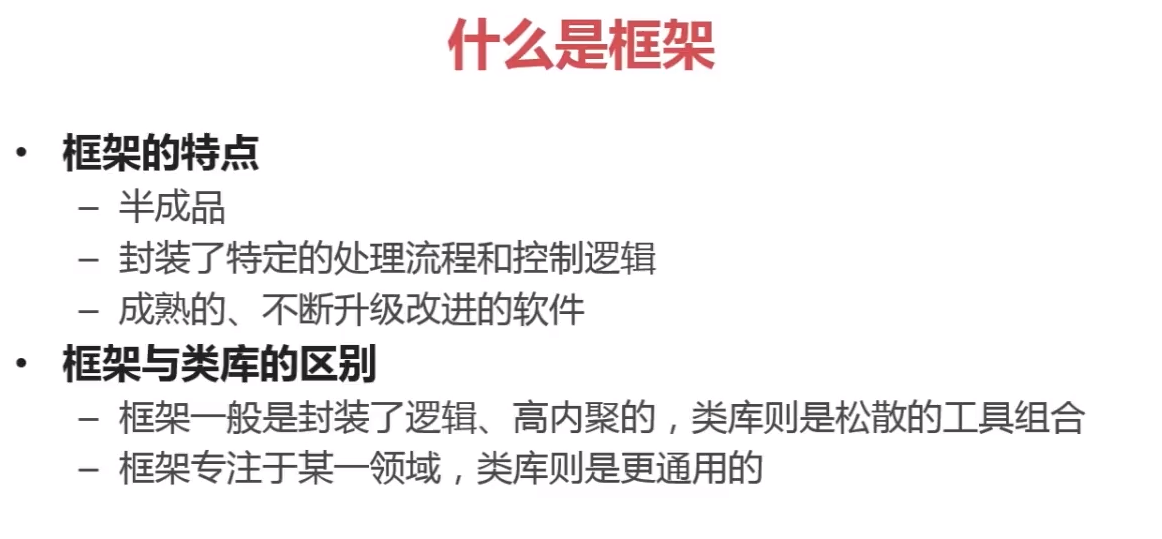 什么是框架
• 框架的特点
– 半成品
– 封装了特定的处理流程和控制逻辑
– 成熟的、不断升级改进的软件
• 框架与类库的区别
– 框架一般是封装了逻辑、高内聚的，类库则是松散的工具组合
– 框架专注于某一领域，类库则是更通用的